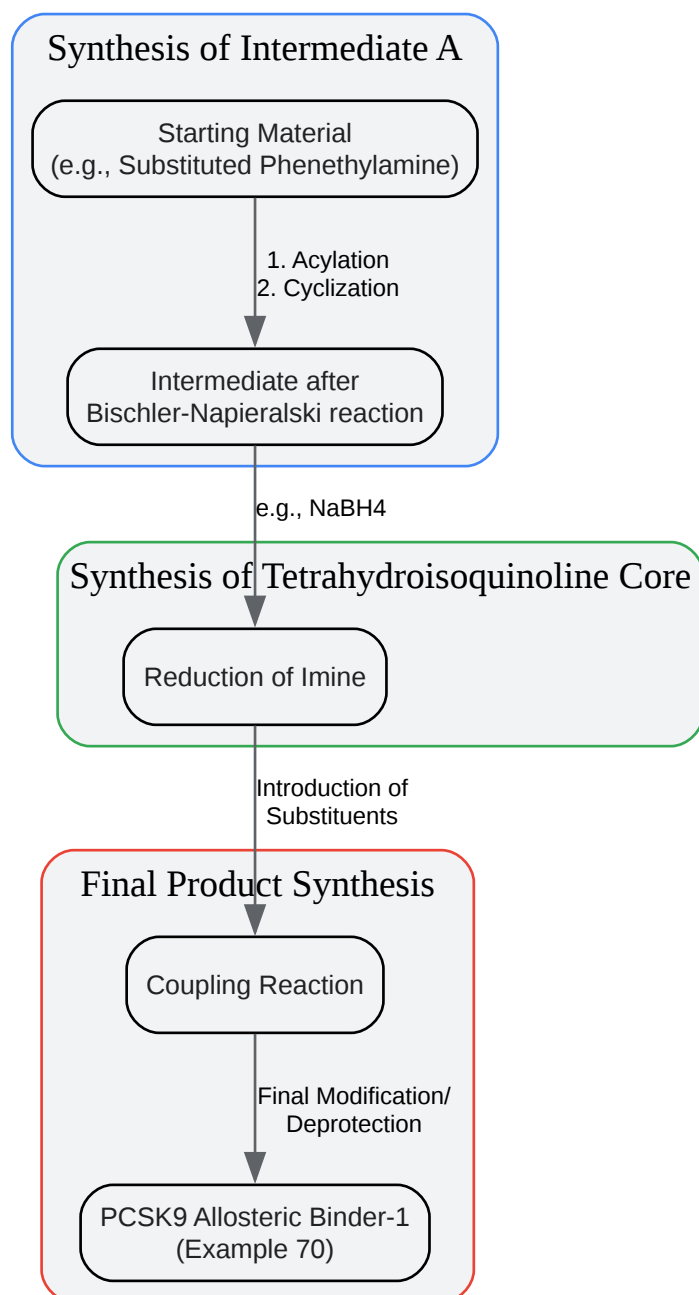 Synthesis of Intermediate A
Starting Material
(e.g., Substituted Phenethylamine)
1. Acylation
2. Cyclization
Intermediate after
Bischler-Napieralski reaction
e.g., NaBH4
Synthesis of Tetrahydroisoquinoline Core
Reduction of Imine
Introduction of
Substituents
Final Product Synthesis
Coupling Reaction
Final Modification/
Deprotection
PCSK9 Allosteric Binder-1
(Example 70)